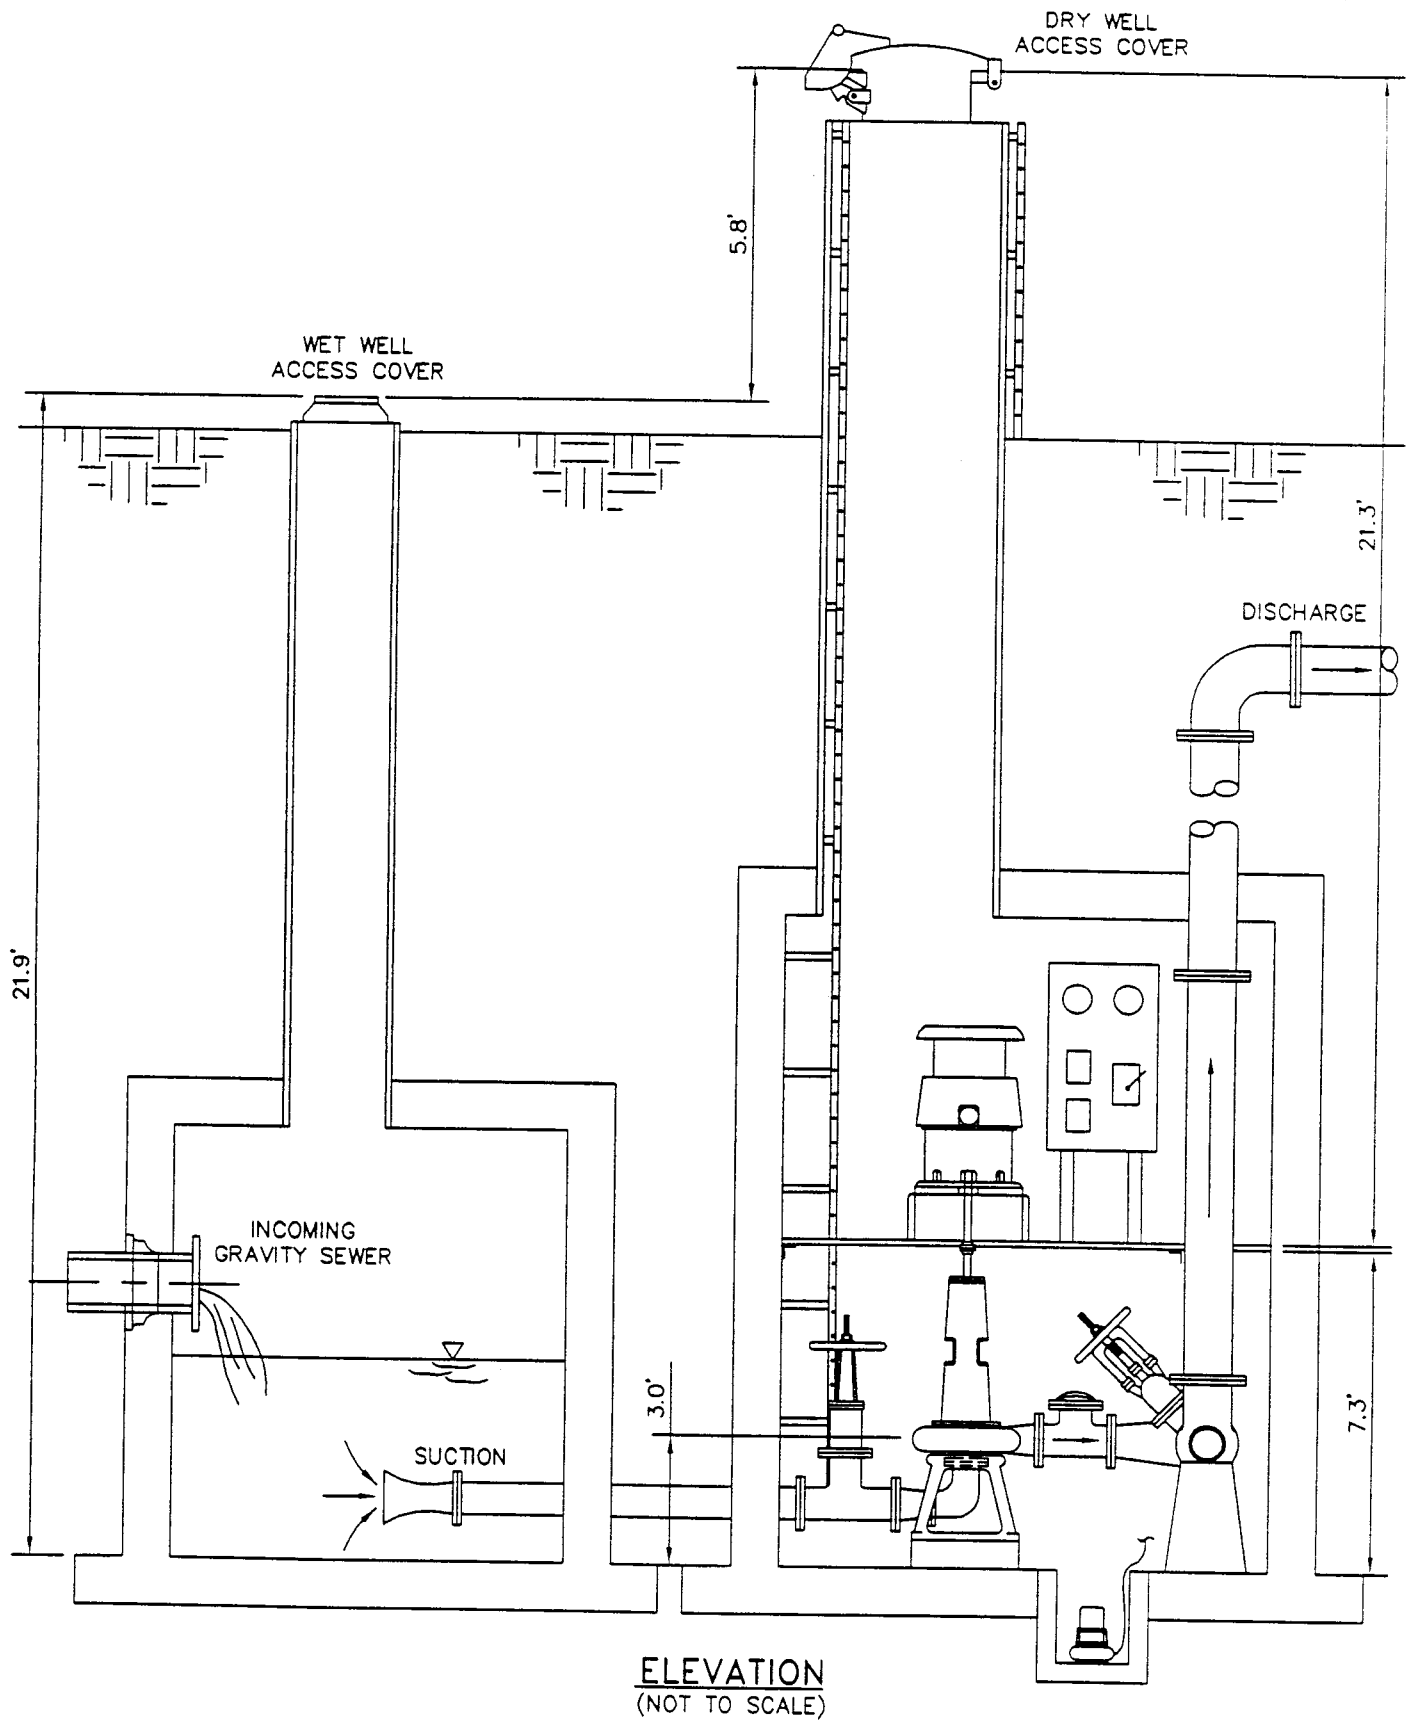 DRY WELL
ACCESS COVER
5.8'
WET WELL
ACCESS COVER
21.3'
DISCHARGE
21.9'
INCOMING
GRAVITY SEWER
3.0'
7.3'
SUCTION
ELEVATION
(NOT TO SCALE)